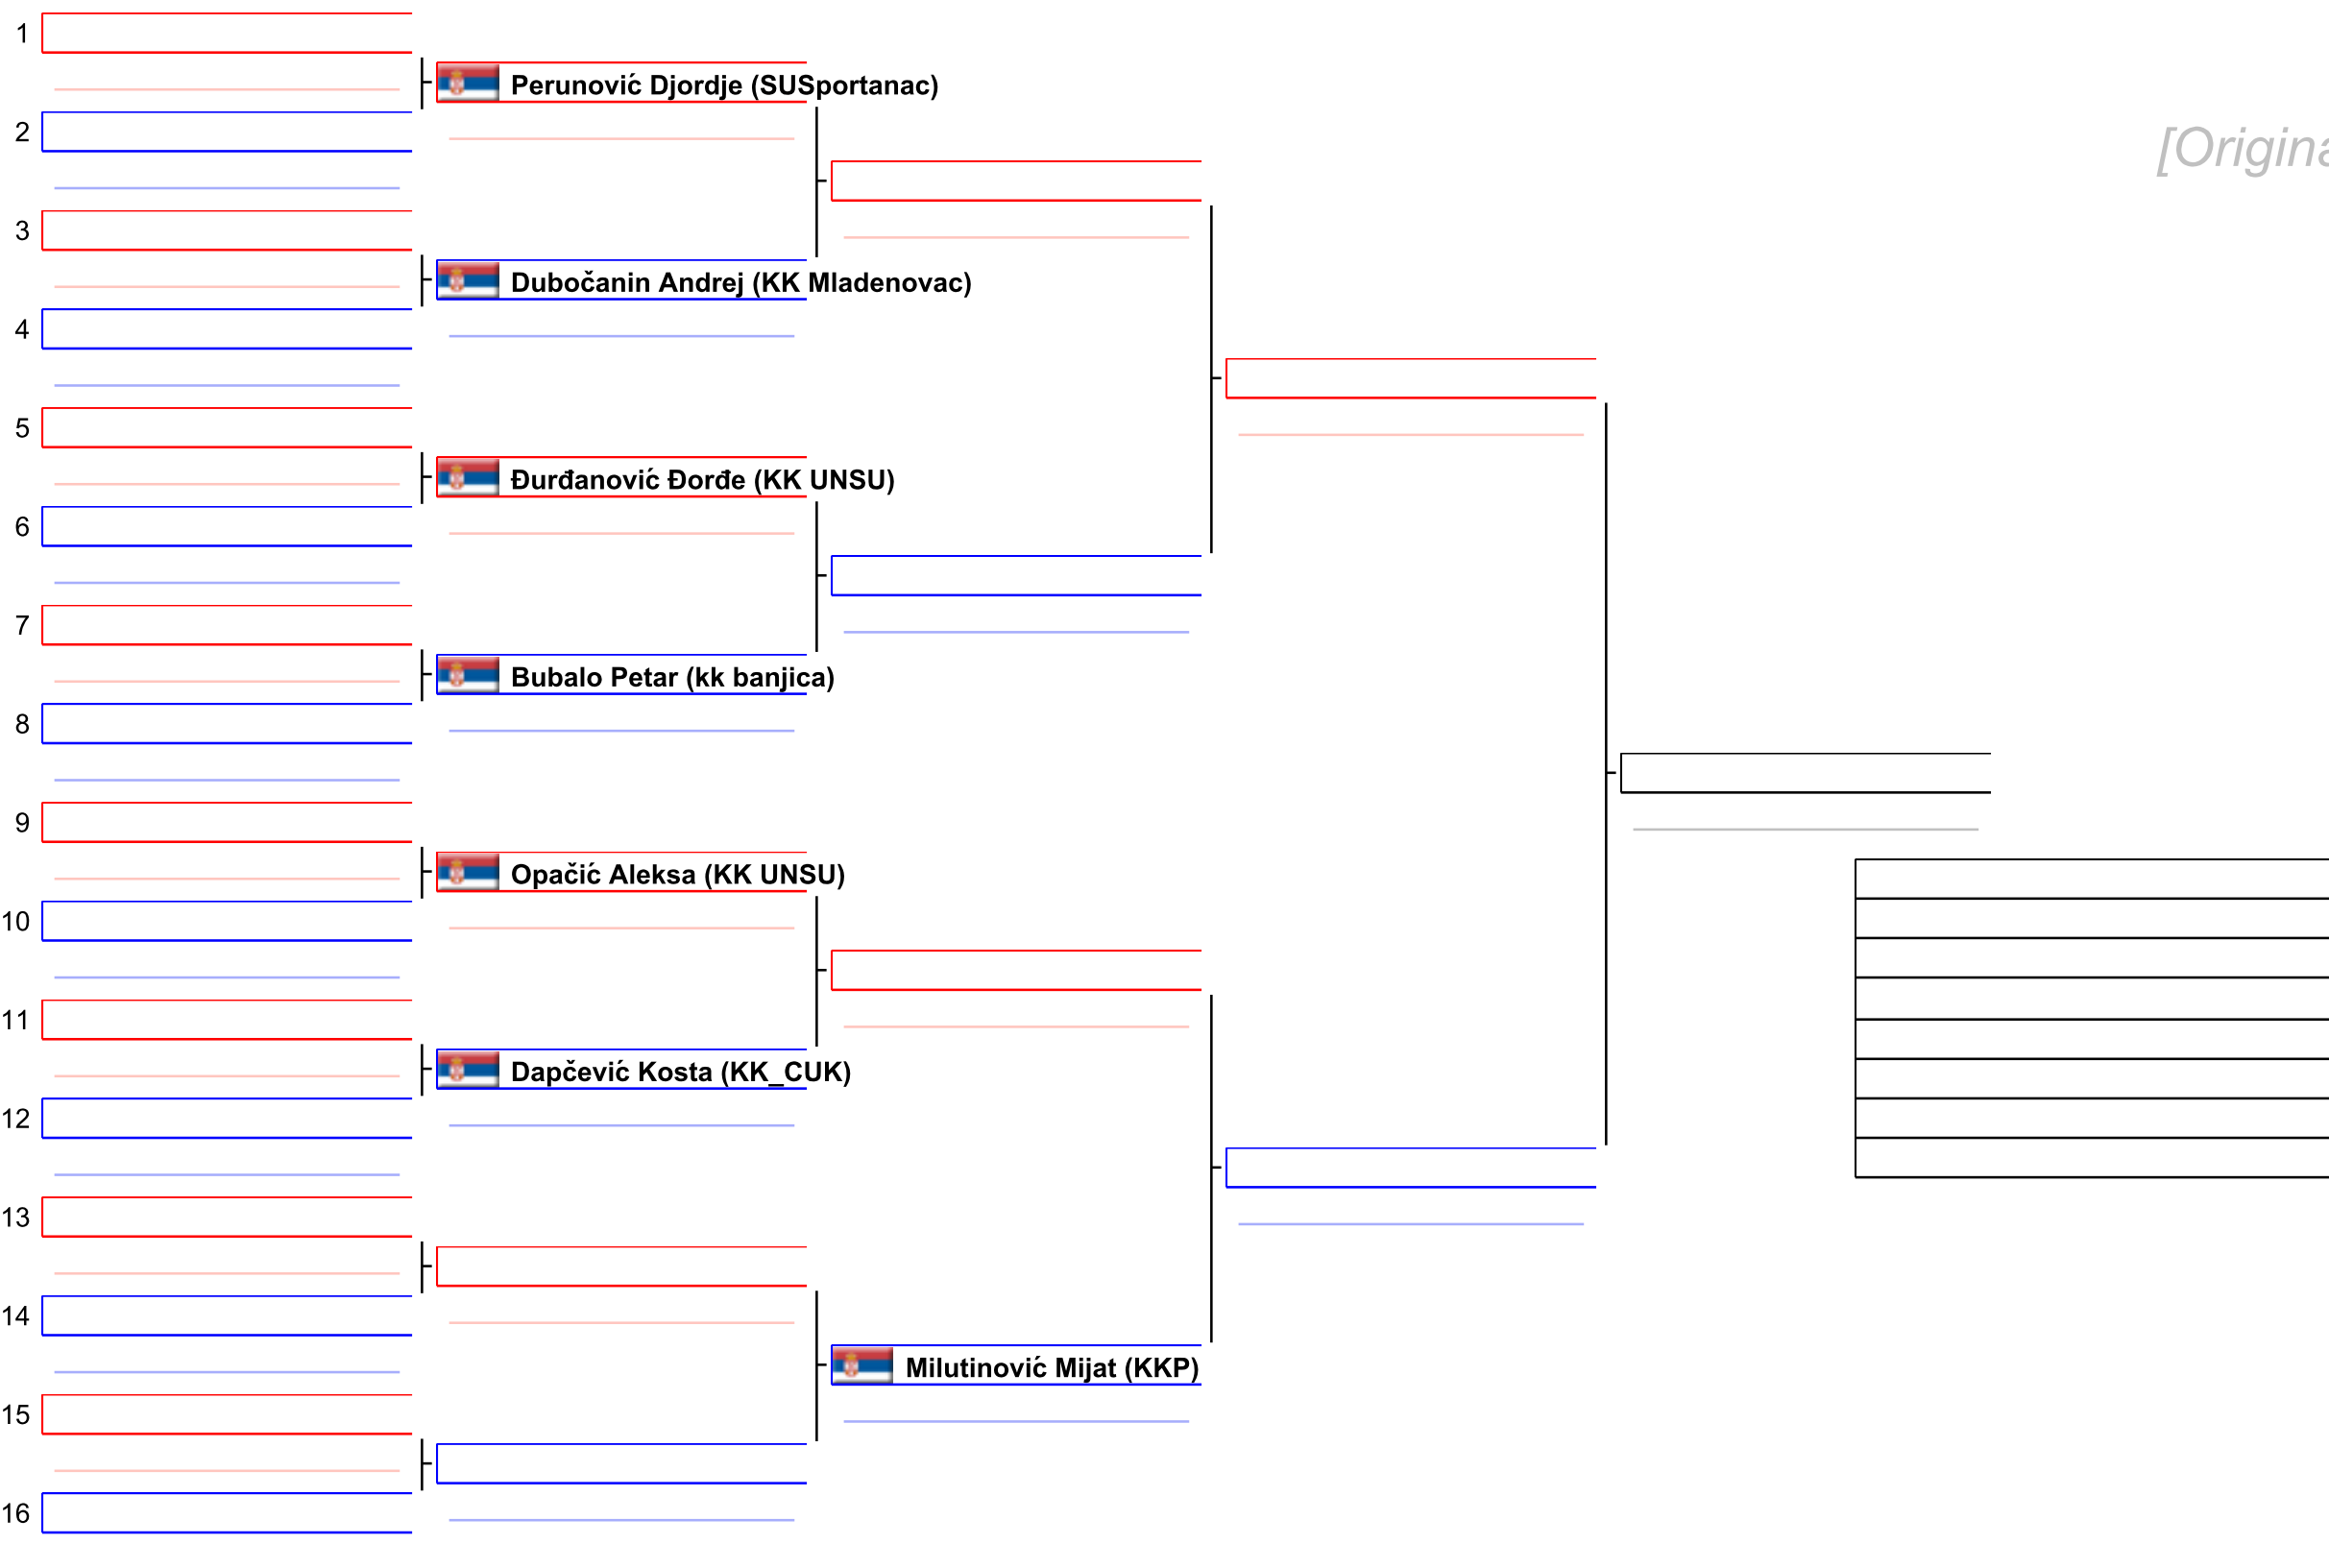 1
Perunović Djordje (SUSportanac)
2
[Origina
3
Dubočanin Andrej (KK Mladenovac)
4
5
Đurđanović Đorđe (KK UNSU)
6
7
Bubalo Petar (kk banjica)
8
9
Opačić Aleksa (KK UNSU)
10
11
Dapčević Kosta (KK_CUK)
12
13
14
Milutinović Mijat (KKP)
15
16